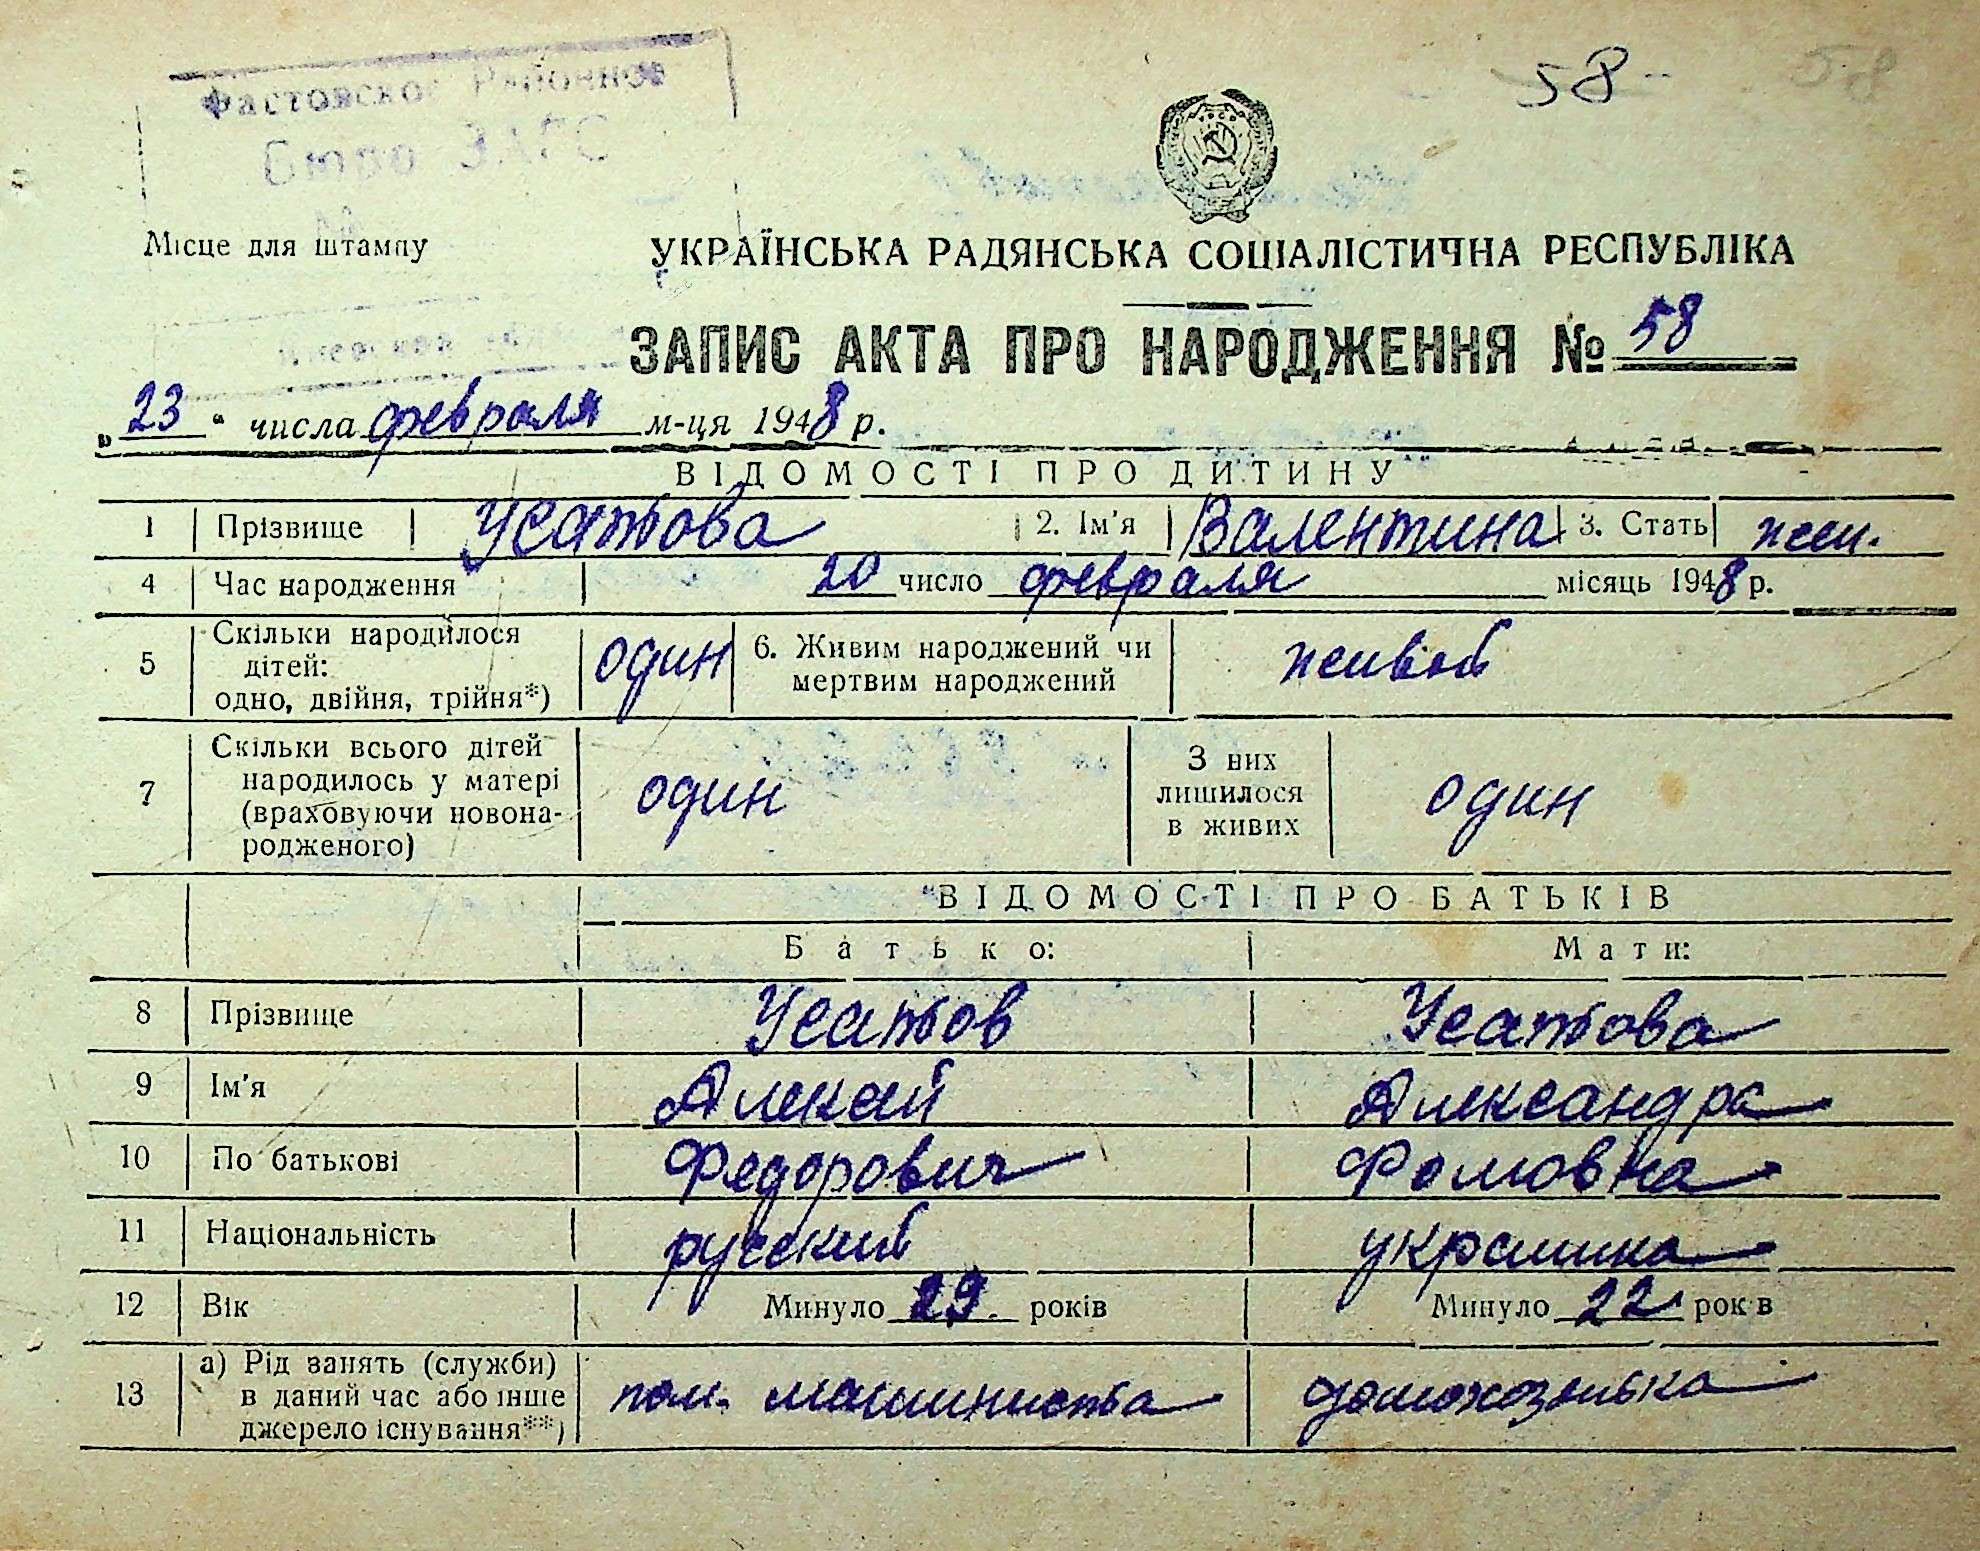 58
58
Фастовское Районное
Бюро ЗАГС
Місце для штампу
УКРАЇНСЬКА РАДЯНСЬКА СОЦІАЛІСТИЧНА РЕСПУБЛІКА
ЗАПИС АКТА ПРО НАРОДЖЕННЯ № 58
„23“ числа февраля м-ця 1948 р.
ВІДОМОСТІ ПРО ДИТИНУ
1 Прізвище Усатова 2. Ім'я Валентина 3. Стать жен.
4 Час народження 20 число февраля місяць 1948 р.
5 Скільки народилося дітей: одно, двійня, трійня*) один 6. Живим народжений чи мертвим народжений живой
7 Скільки всього дітей народилось у матері (враховуючи новона-родженого) один З них лишилося в живих один
ВІДОМОСТІ ПРО БАТЬКІВ
Батько: Мати:
8 Прізвище Усатов Усатова
9 Ім'я Алексей Александра
10 По батькові Федорович Фомовна
11 Національність русский украинка
12 Вік Минуло 29. років Минуло 22 рок в
13 а) Рід занять (служби) в даний час або інше джерело існування**) пом. машиниста домохозяйка